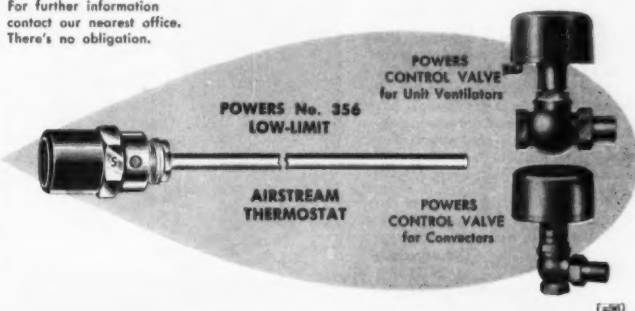 For further information
contact our nearest office.
There's no obligation.
POWERS
CONTROL VALVE
for Unit Ventilators
POWERS No. 356
LOW-LIMIT
AIRSTREAM
THERMOSTAT
POWERS
CONTROL VALVE
for Convectors